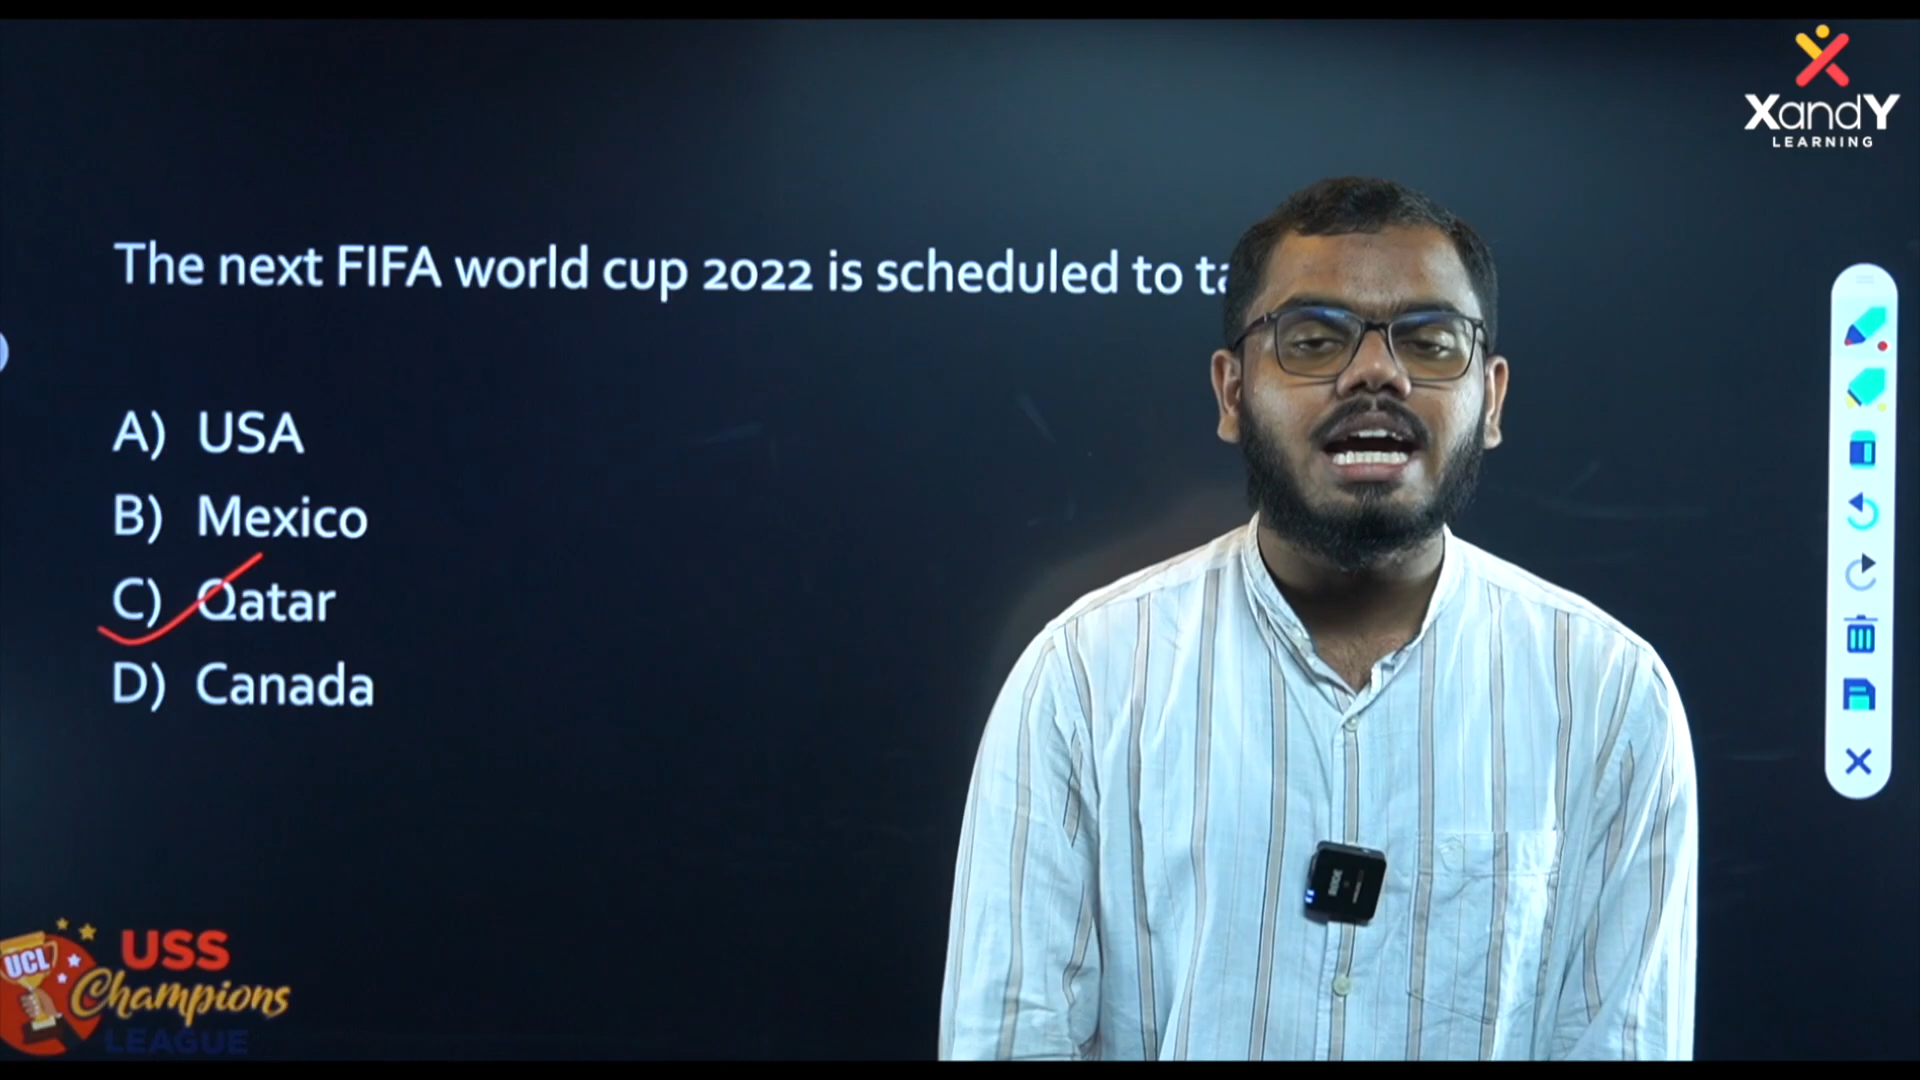 XandY
LEARNING
The next FIFA world cup 2022 is scheduled to
A) USA
B) Mexico
C) Qatar
D) Canada
UCL
USS
Champions
LEAGUE